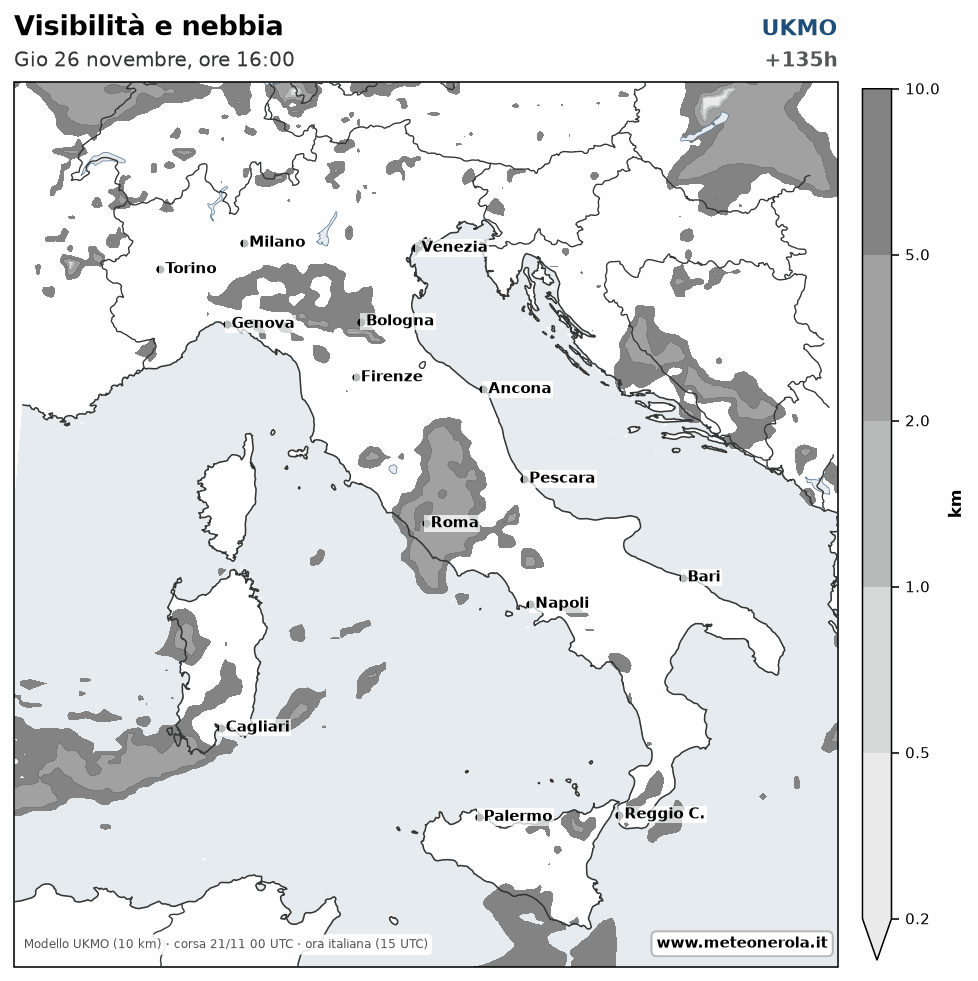 Visibilità e nebbia
UKMO
Gio 26 novembre, ore 16:00
+135h
10.0
5.0
2.0
1.0
0.5
0.2
km
Milano
Venezia
Torino
Genova
Bologna
Firenze
Ancona
Pescara
Roma
Bari
Napoli
Cagliari
Palermo
Reggio C.
Modello UKMO (10 km) · corsa 21/11 00 UTC · ora italiana (15 UTC)
www.meteonerola.it